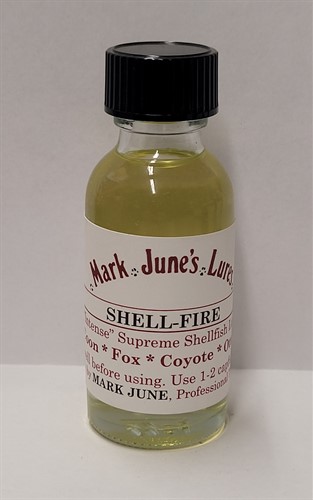 Mark June's Lures
SHELL-FIRE
Intense" Supreme Shellfish
Fox * Coyote *
before using. Use 1-2
MARK JUNE, Professional